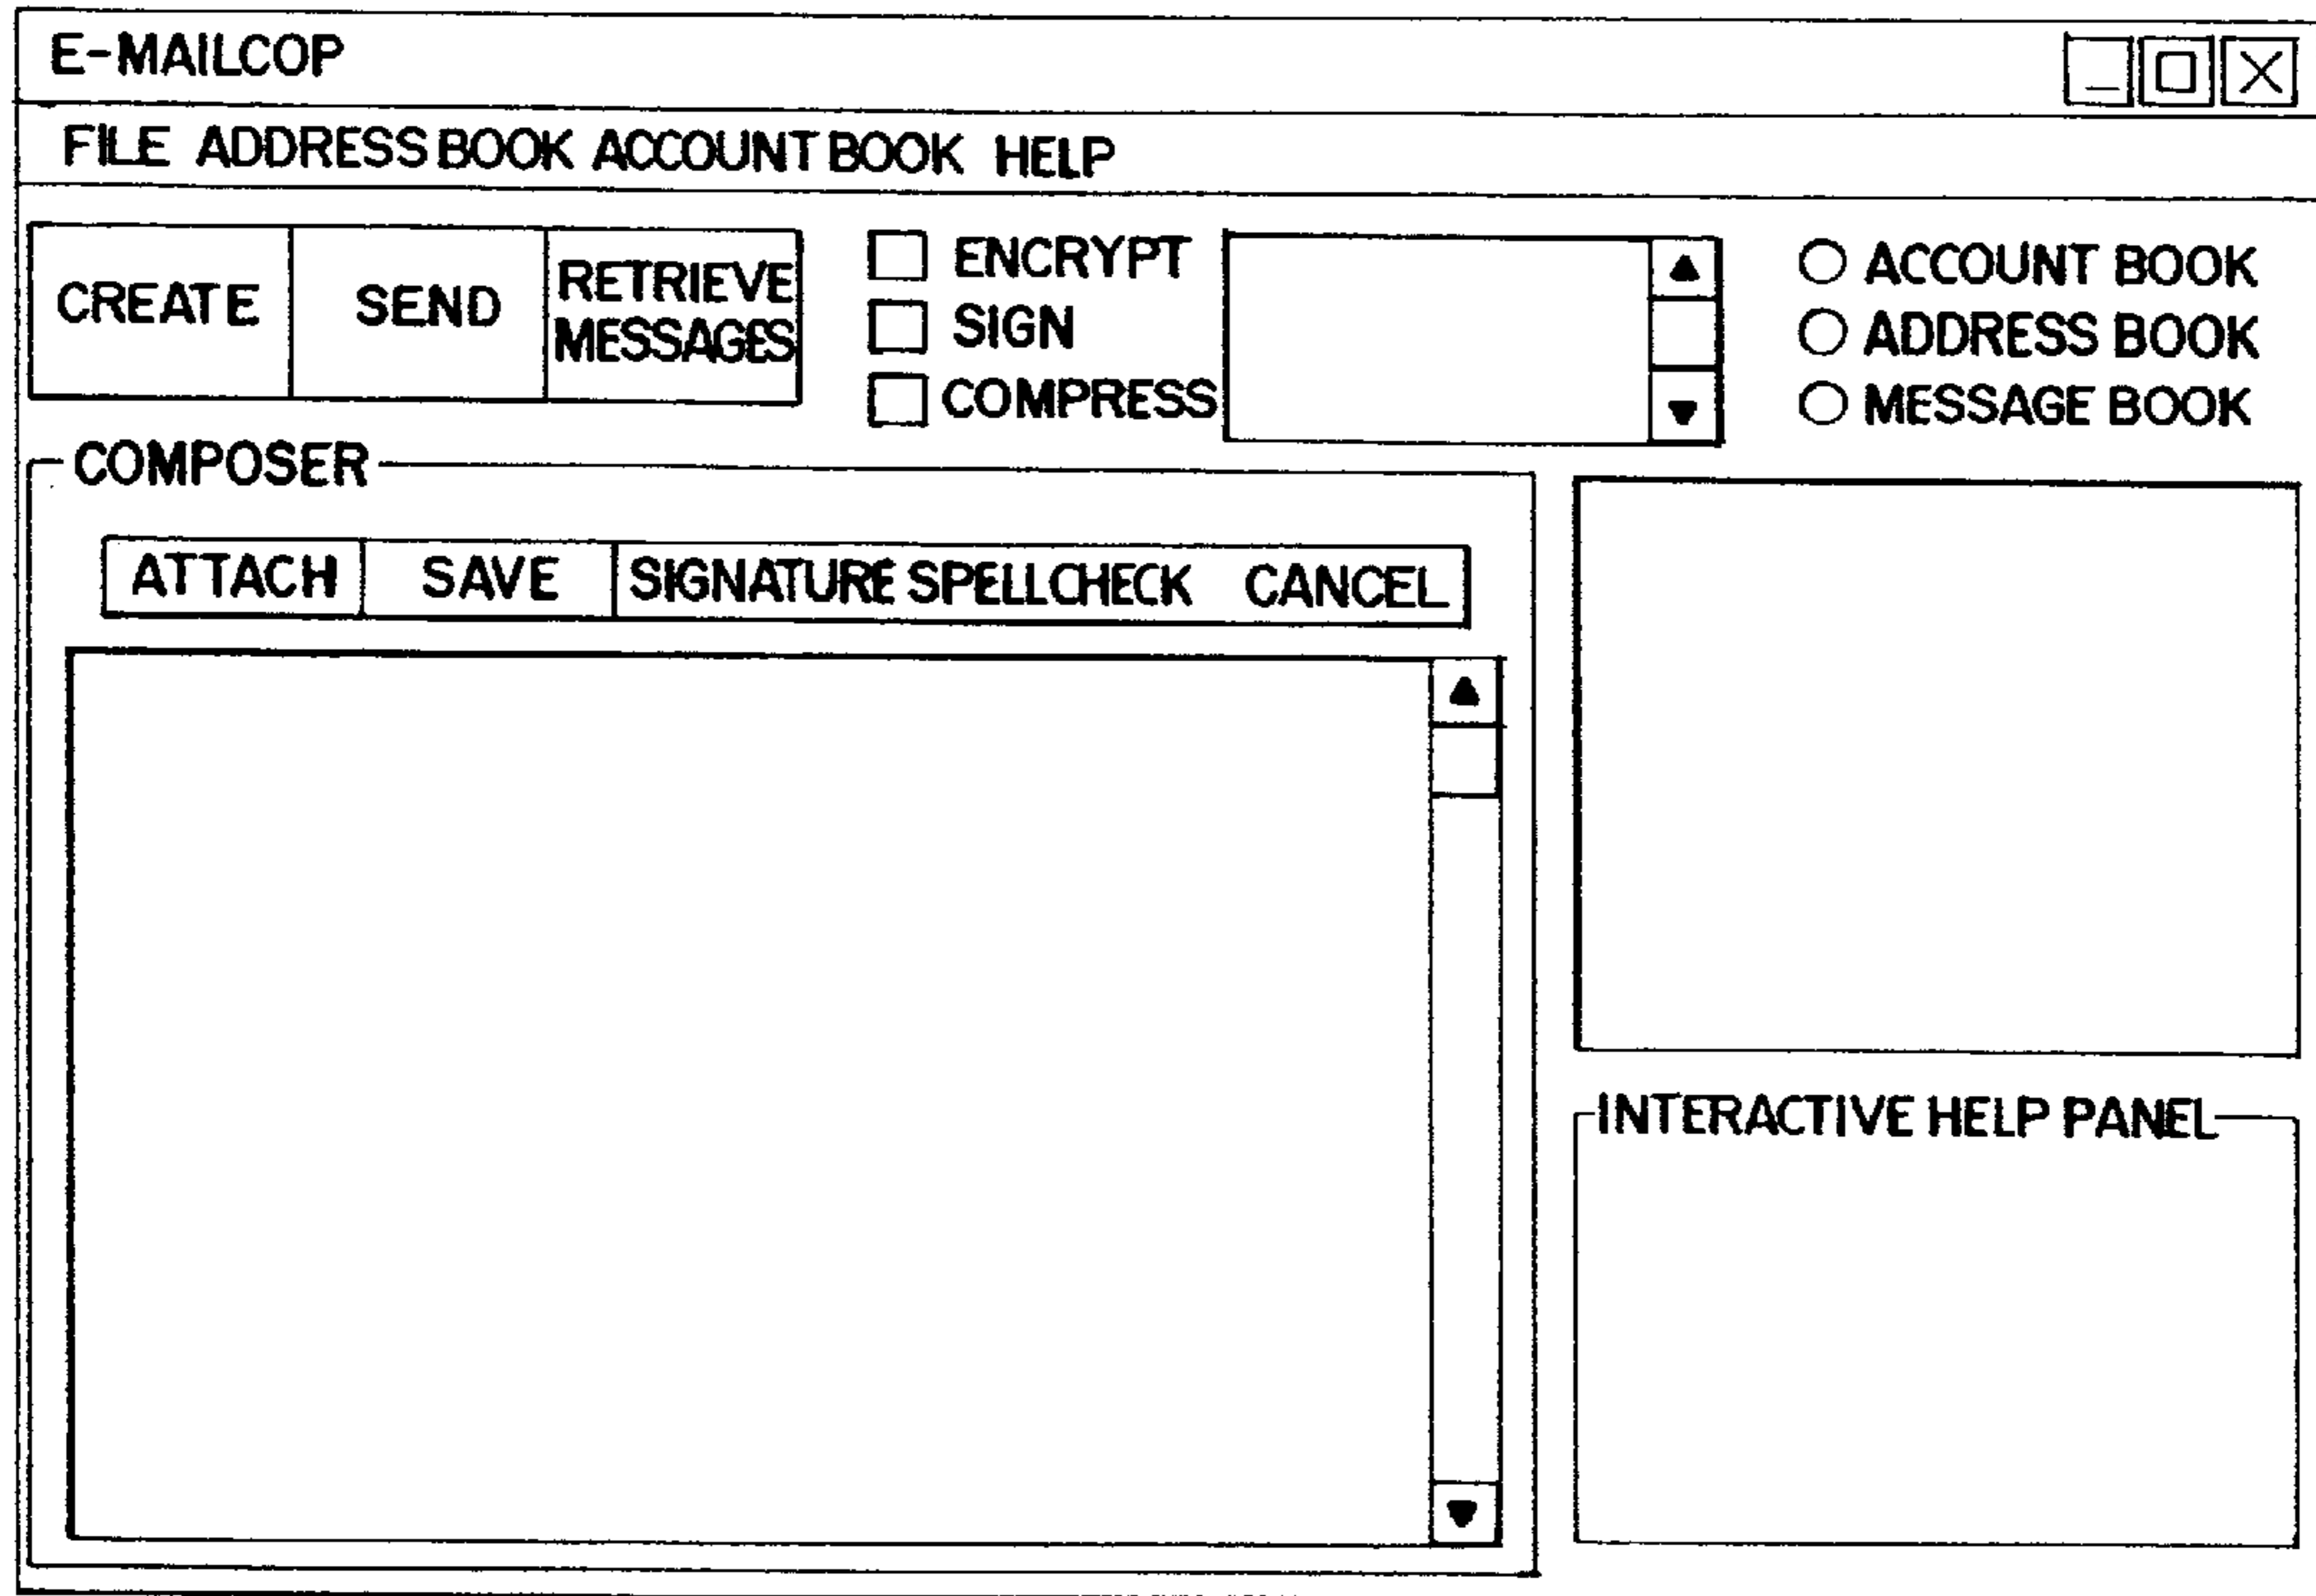 E-MAILCOP
FILE ADDRESS BOOK ACCOUNT BOOK HELP
CREATE SEND RETRIEVE MESSAGES
ENCRYPT
SIGN
COMPRESS
ACCOUNT BOOK
ADDRESS BOOK
MESSAGE BOOK
COMPOSER
ATTACH SAVE SIGNATURE SPELLCHECK CANCEL
INTERACTIVE HELP PANEL